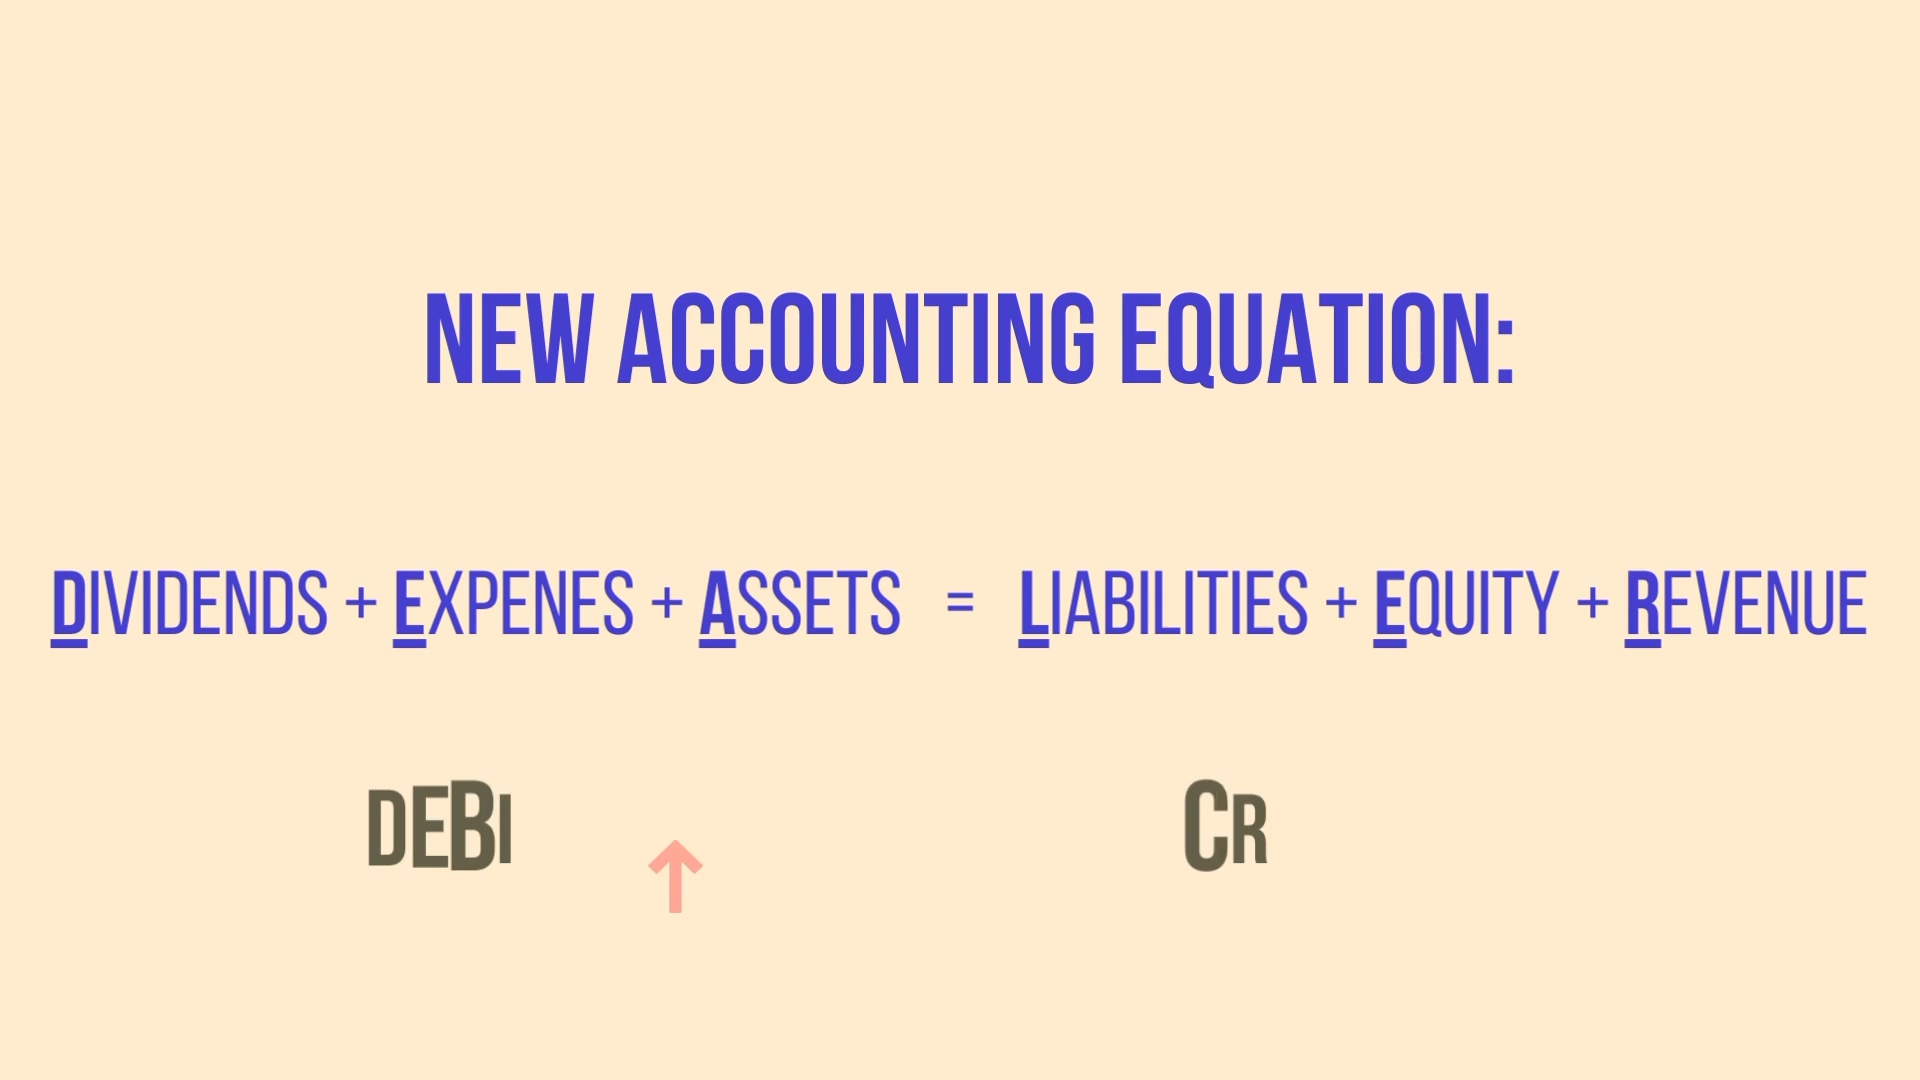 NEW ACCOUNTING EQUATION:
DIVIDENDS + EXPENES + ASSETS = LIABILITIES + EQUITY + REVENUE
DEBI ↑ CR